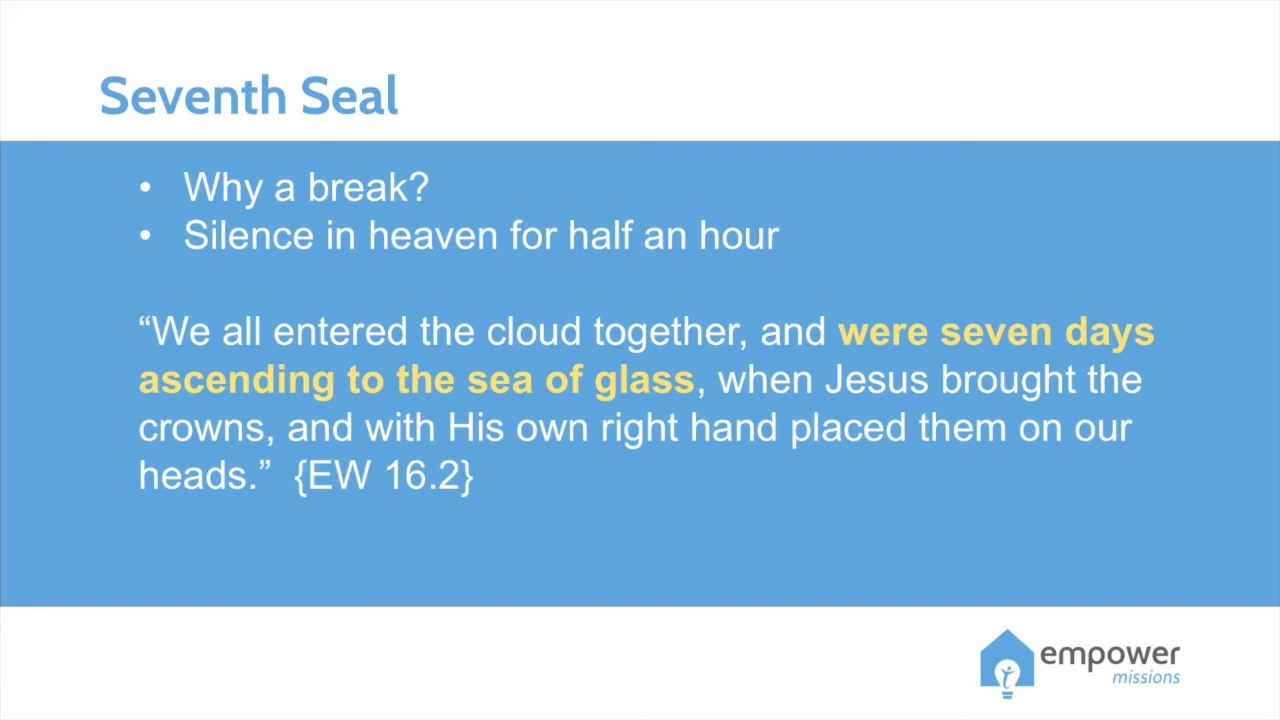 Seventh Seal
• Why a break?
• Silence in heaven for half an hour
“We all entered the cloud together, and were seven days
ascending to the sea of glass, when Jesus brought the
crowns, and with His own right hand placed them on our
heads.”  {EW 16.2}
empower
missions